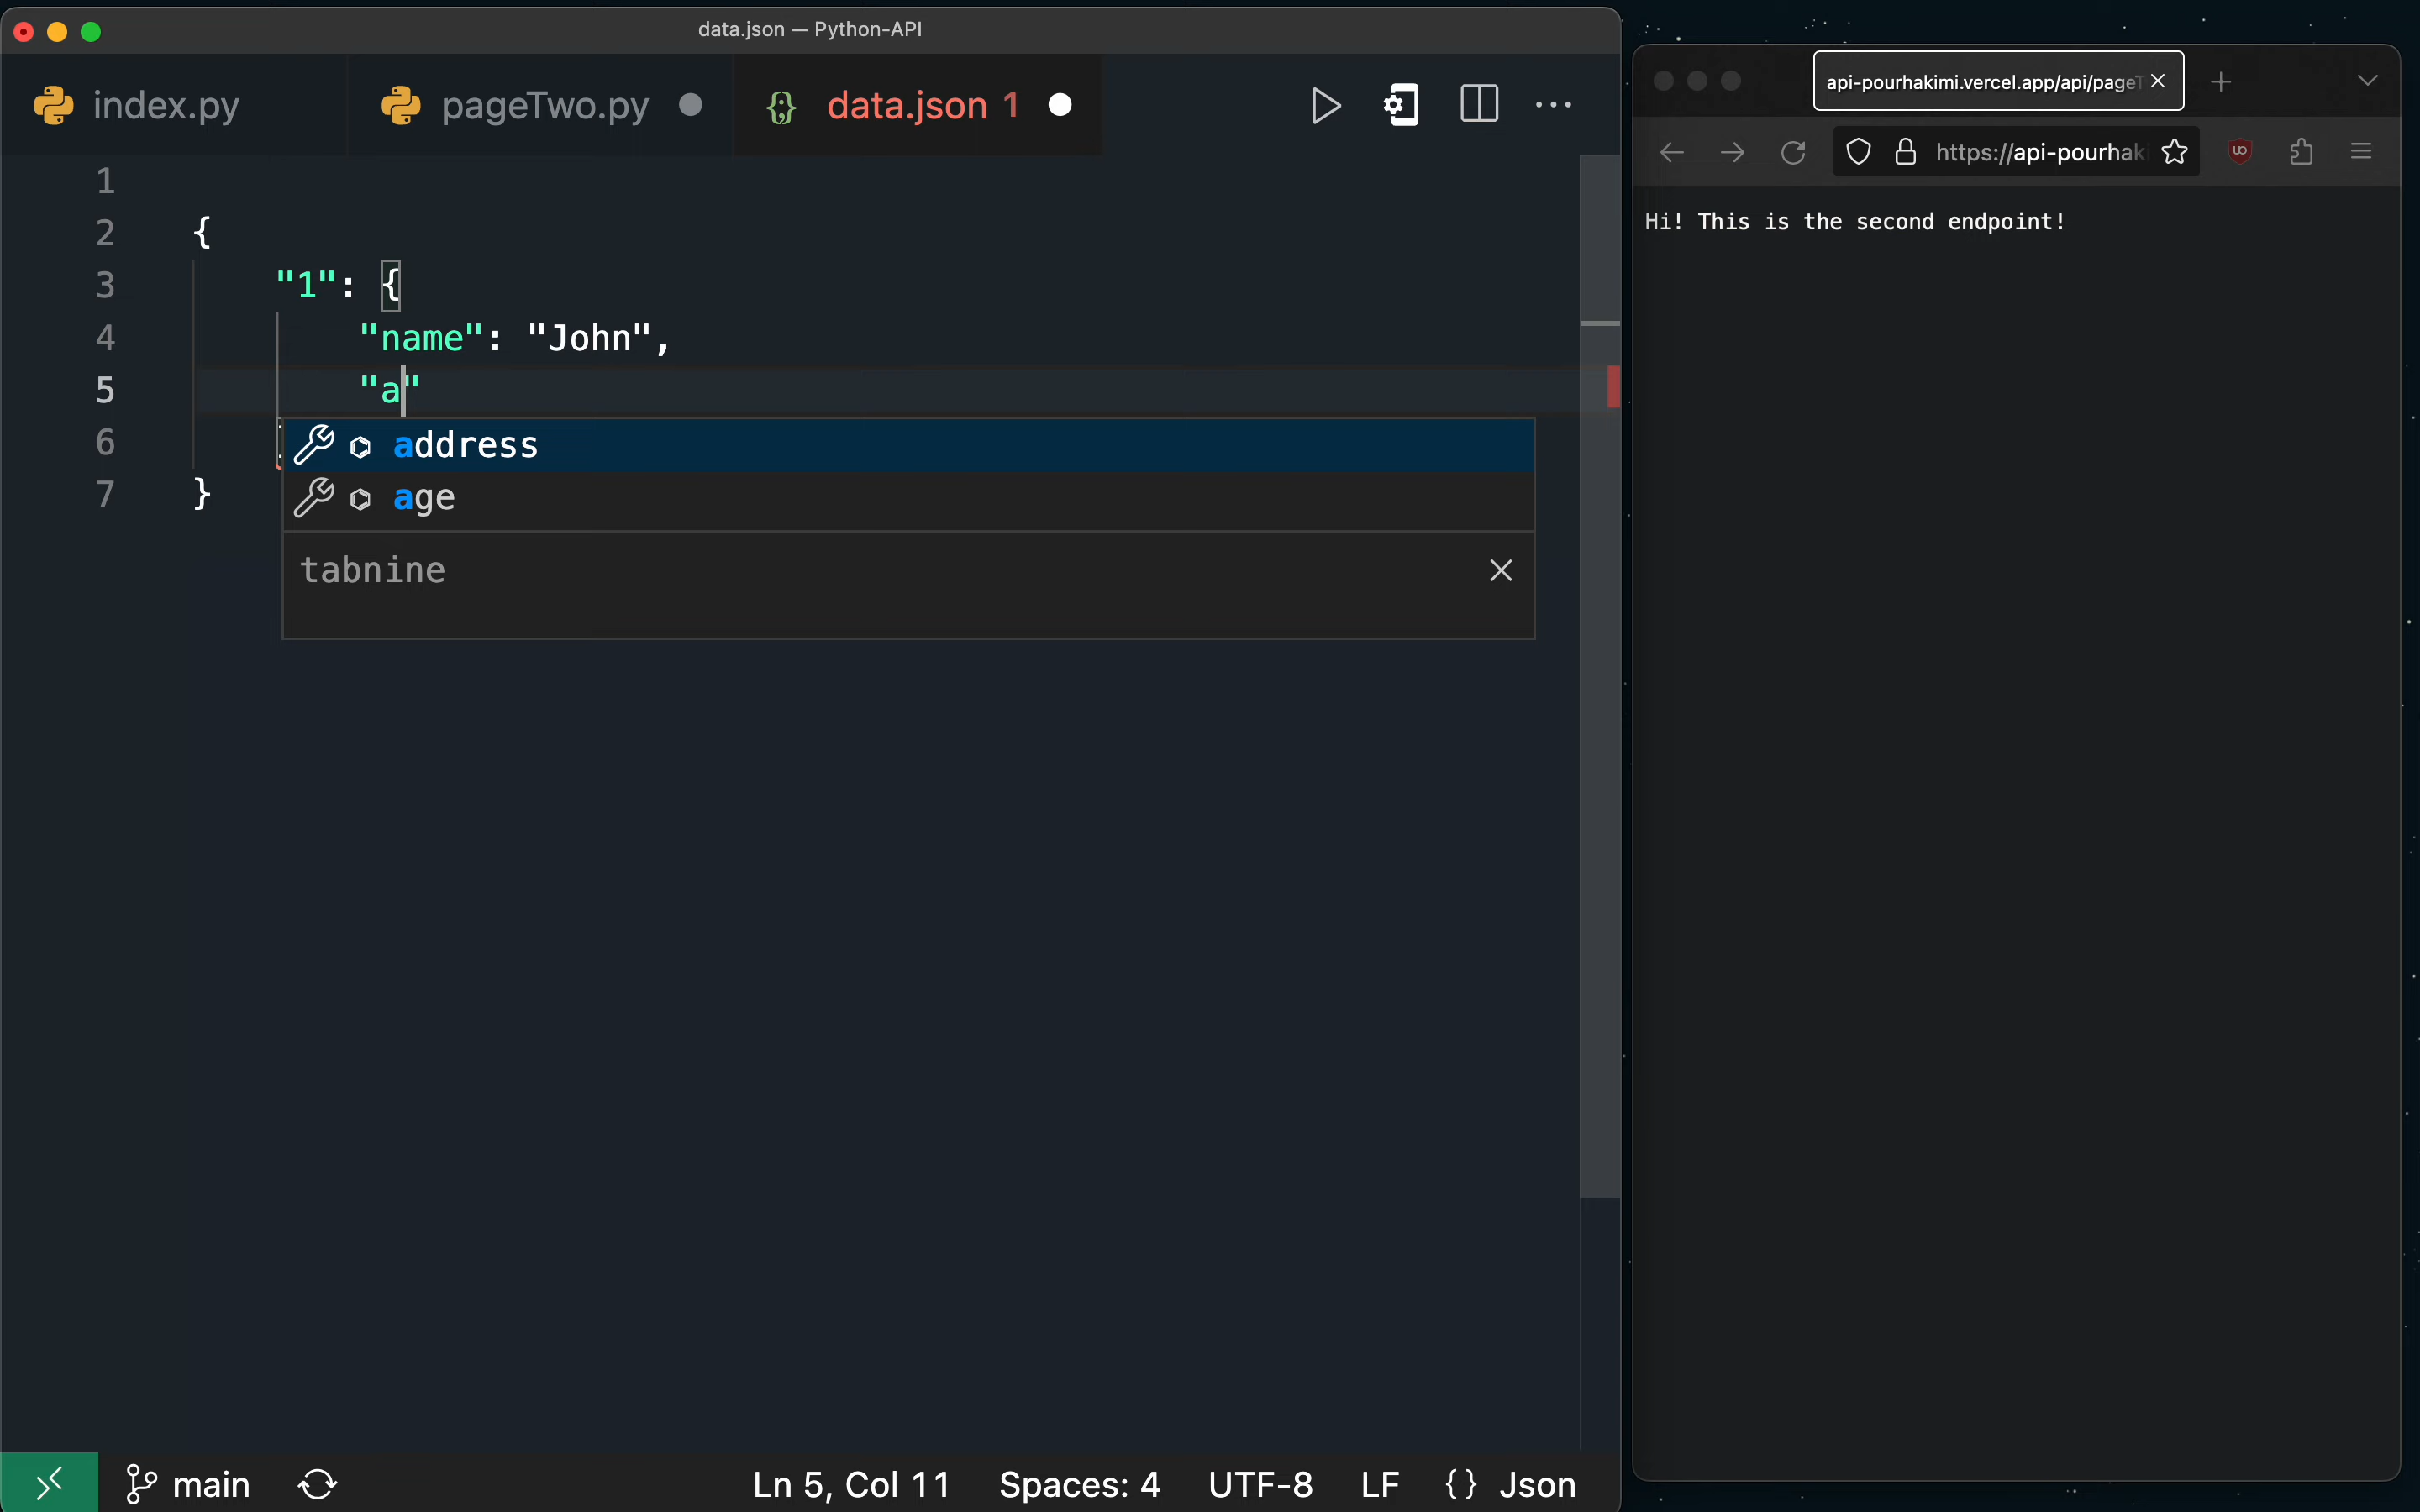 data.json — Python-API
index.py
pageTwo.py
data.json 1
1
2 {
3 "1": {
4 "name": "John",
5 "a"
6
7 }
address
age
tabnine
main
Ln 5, Col 11
Spaces: 4
UTF-8
LF
{} Json
api-pourhakimi.vercel.app/api/pageT
https://api-pourhak
Hi! This is the second endpoint!